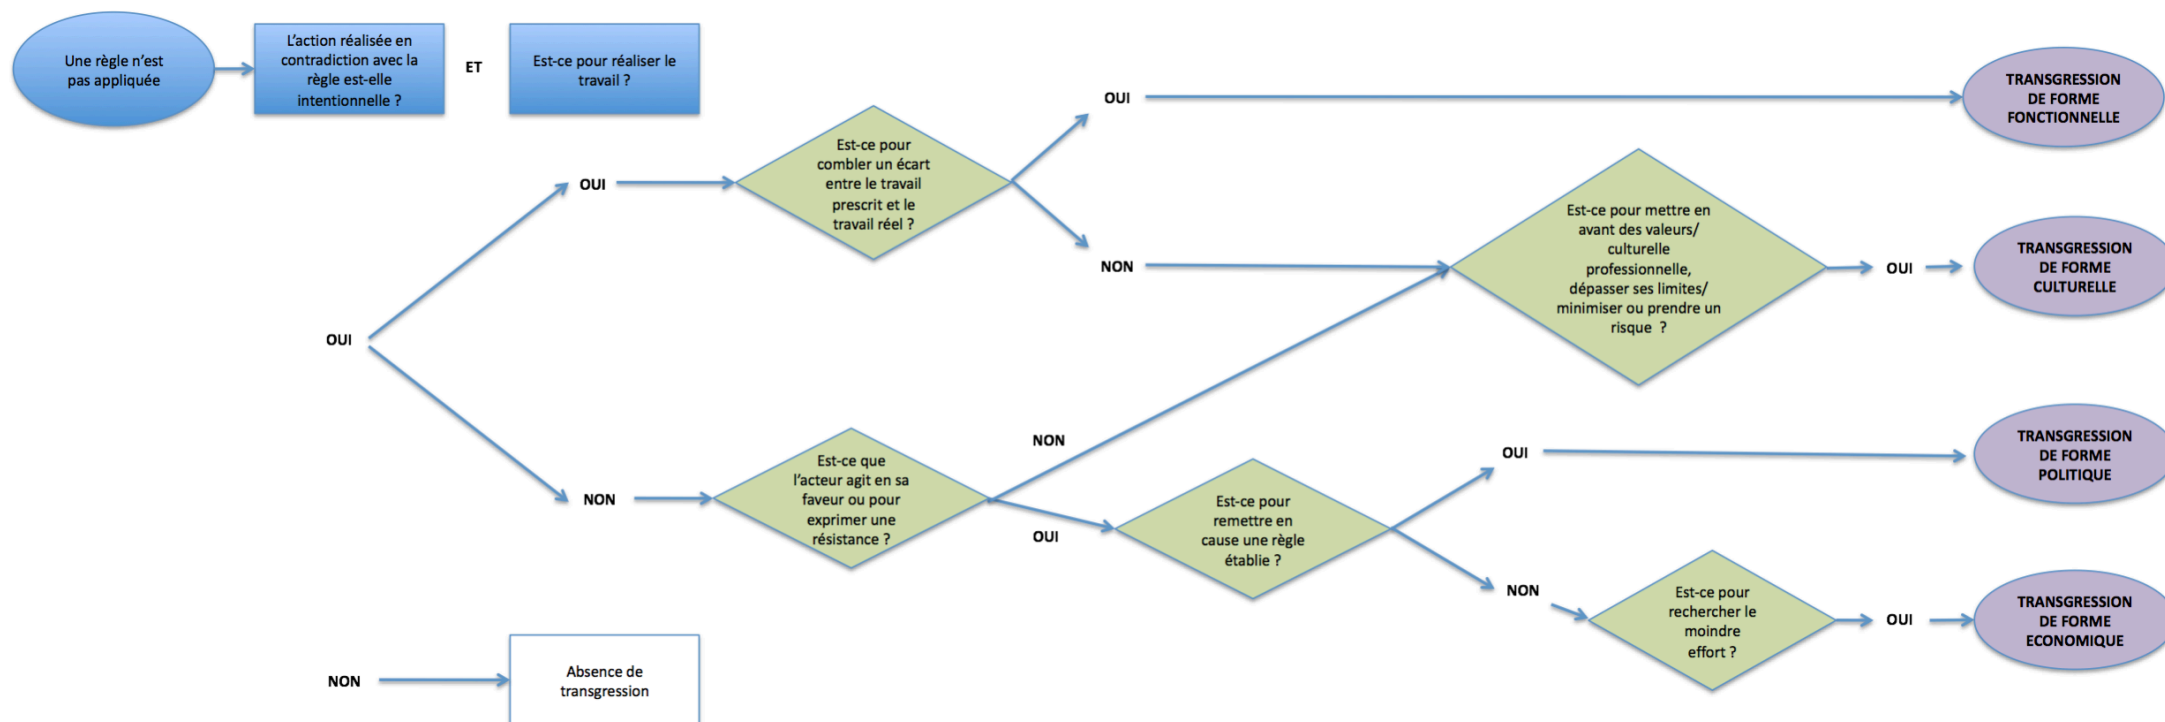 Une règle n'est
pas appliquée
L'action réalisée en
contradiction avec la
règle est-elle
intentionnelle ?
ET
Est-ce pour réaliser le
travail ?
OUI
OUI
Est-ce pour
combler un écart
entre le travail
prescrit et le
travail réel ?
OUI
TRANSGRESSION
DE FORME
FONCTIONNELLE
NON
Est-ce pour mettre en
avant des valeurs/
culturelle
professionnelle,
dépasser ses limites/
minimiser ou prendre un
risque ?
OUI
TRANSGRESSION
DE FORME
CULTURELLE
NON
Est-ce que
l'acteur agit en sa
faveur ou pour
exprimer une
résistance ?
NON
OUI
Est-ce pour
remettre en
cause une règle
établie ?
OUI
TRANSGRESSION
DE FORME
POLITIQUE
NON
Est-ce pour
rechercher le
moindre
effort ?
OUI
TRANSGRESSION
DE FORME
ECONOMIQUE
NON
Absence de
transgression